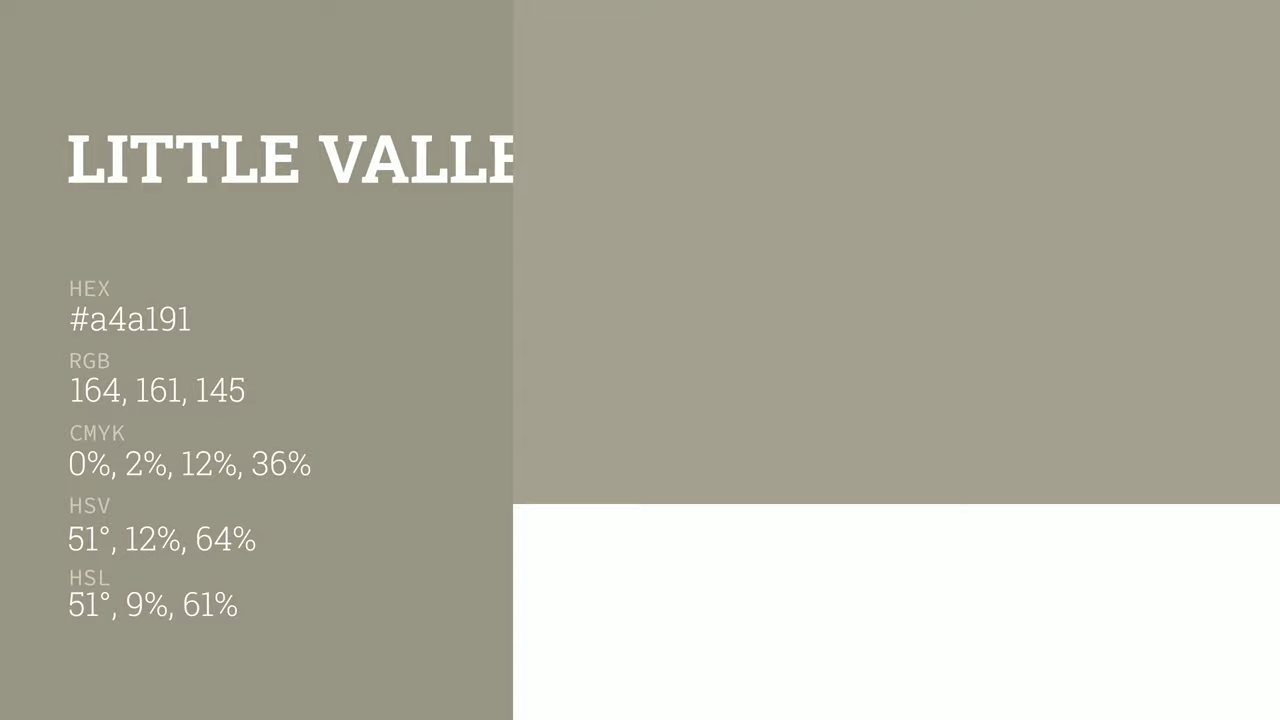 LITTLE VALLE
HEX
#a4a191
RGB
164, 161, 145
CMYK
0%, 2%, 12%, 36%
HSV
51°, 12%, 64%
HSL
51°, 9%, 61%